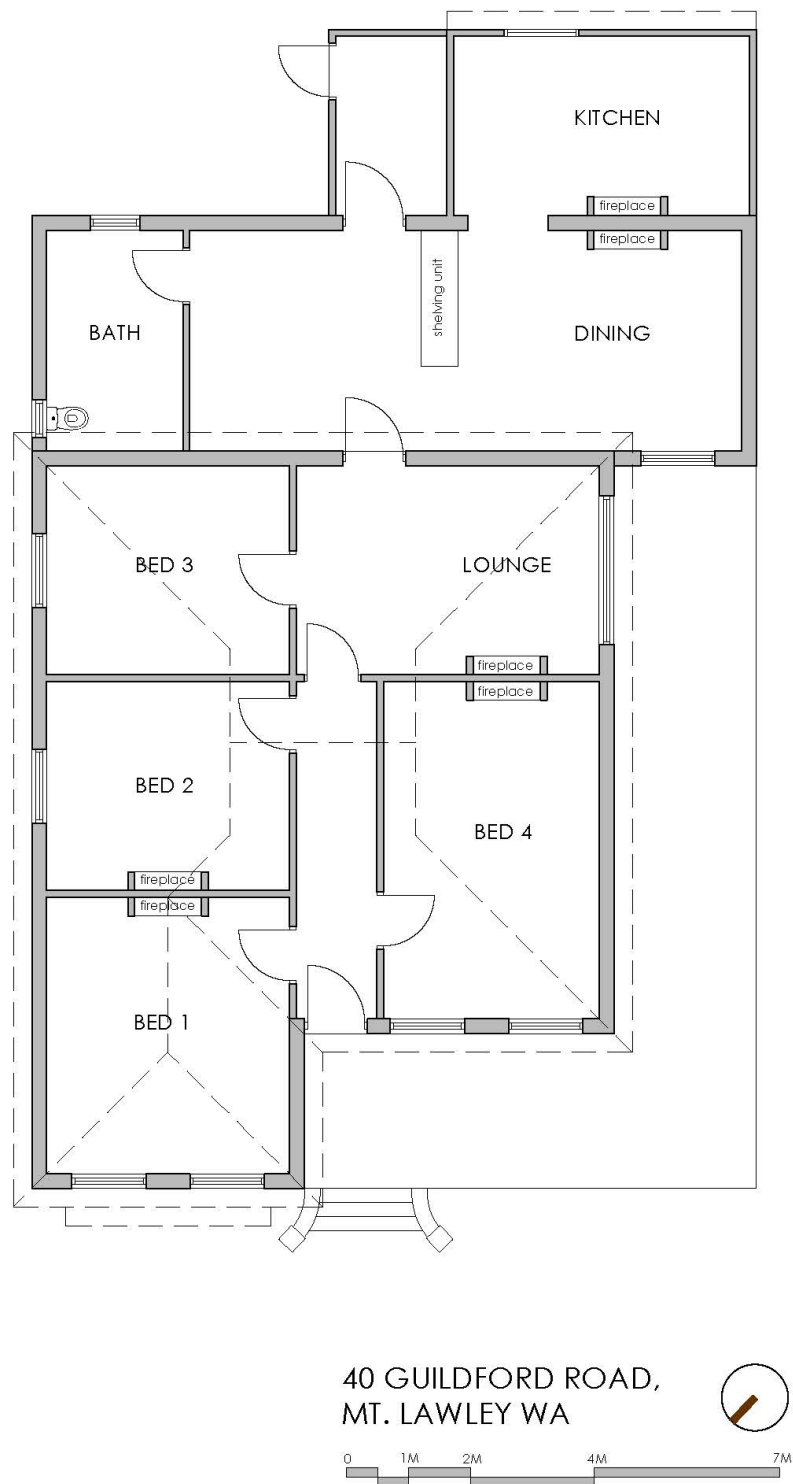 KITCHEN
fireplace
fireplace
shelving unit
BATH
DINING
BED 3
LOUNGE
fireplace
fireplace
BED 2
BED 4
fireplace
fireplace
BED 1
40 GUILDFORD ROAD,
MT. LAWLEY WA
0 1M 2M 4M 7M